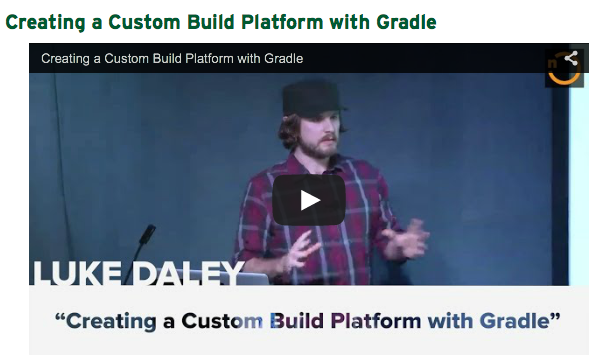 Creating a Custom Build Platform with Gradle
Creating a Custom Build Platform with Gradle
n
LUKE DALEY
“Creating a Custom Build Platform with Gradle”